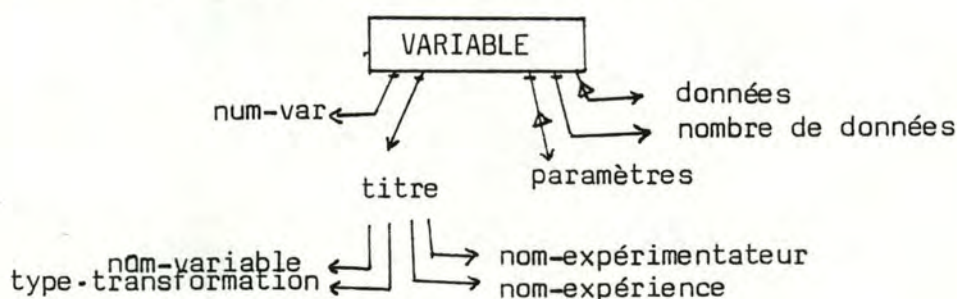 VARIABLE
num-var
données
nombre de données
titre
paramètres
nom-variable
type-transformation
nom-expérimentateur
nom-expérience